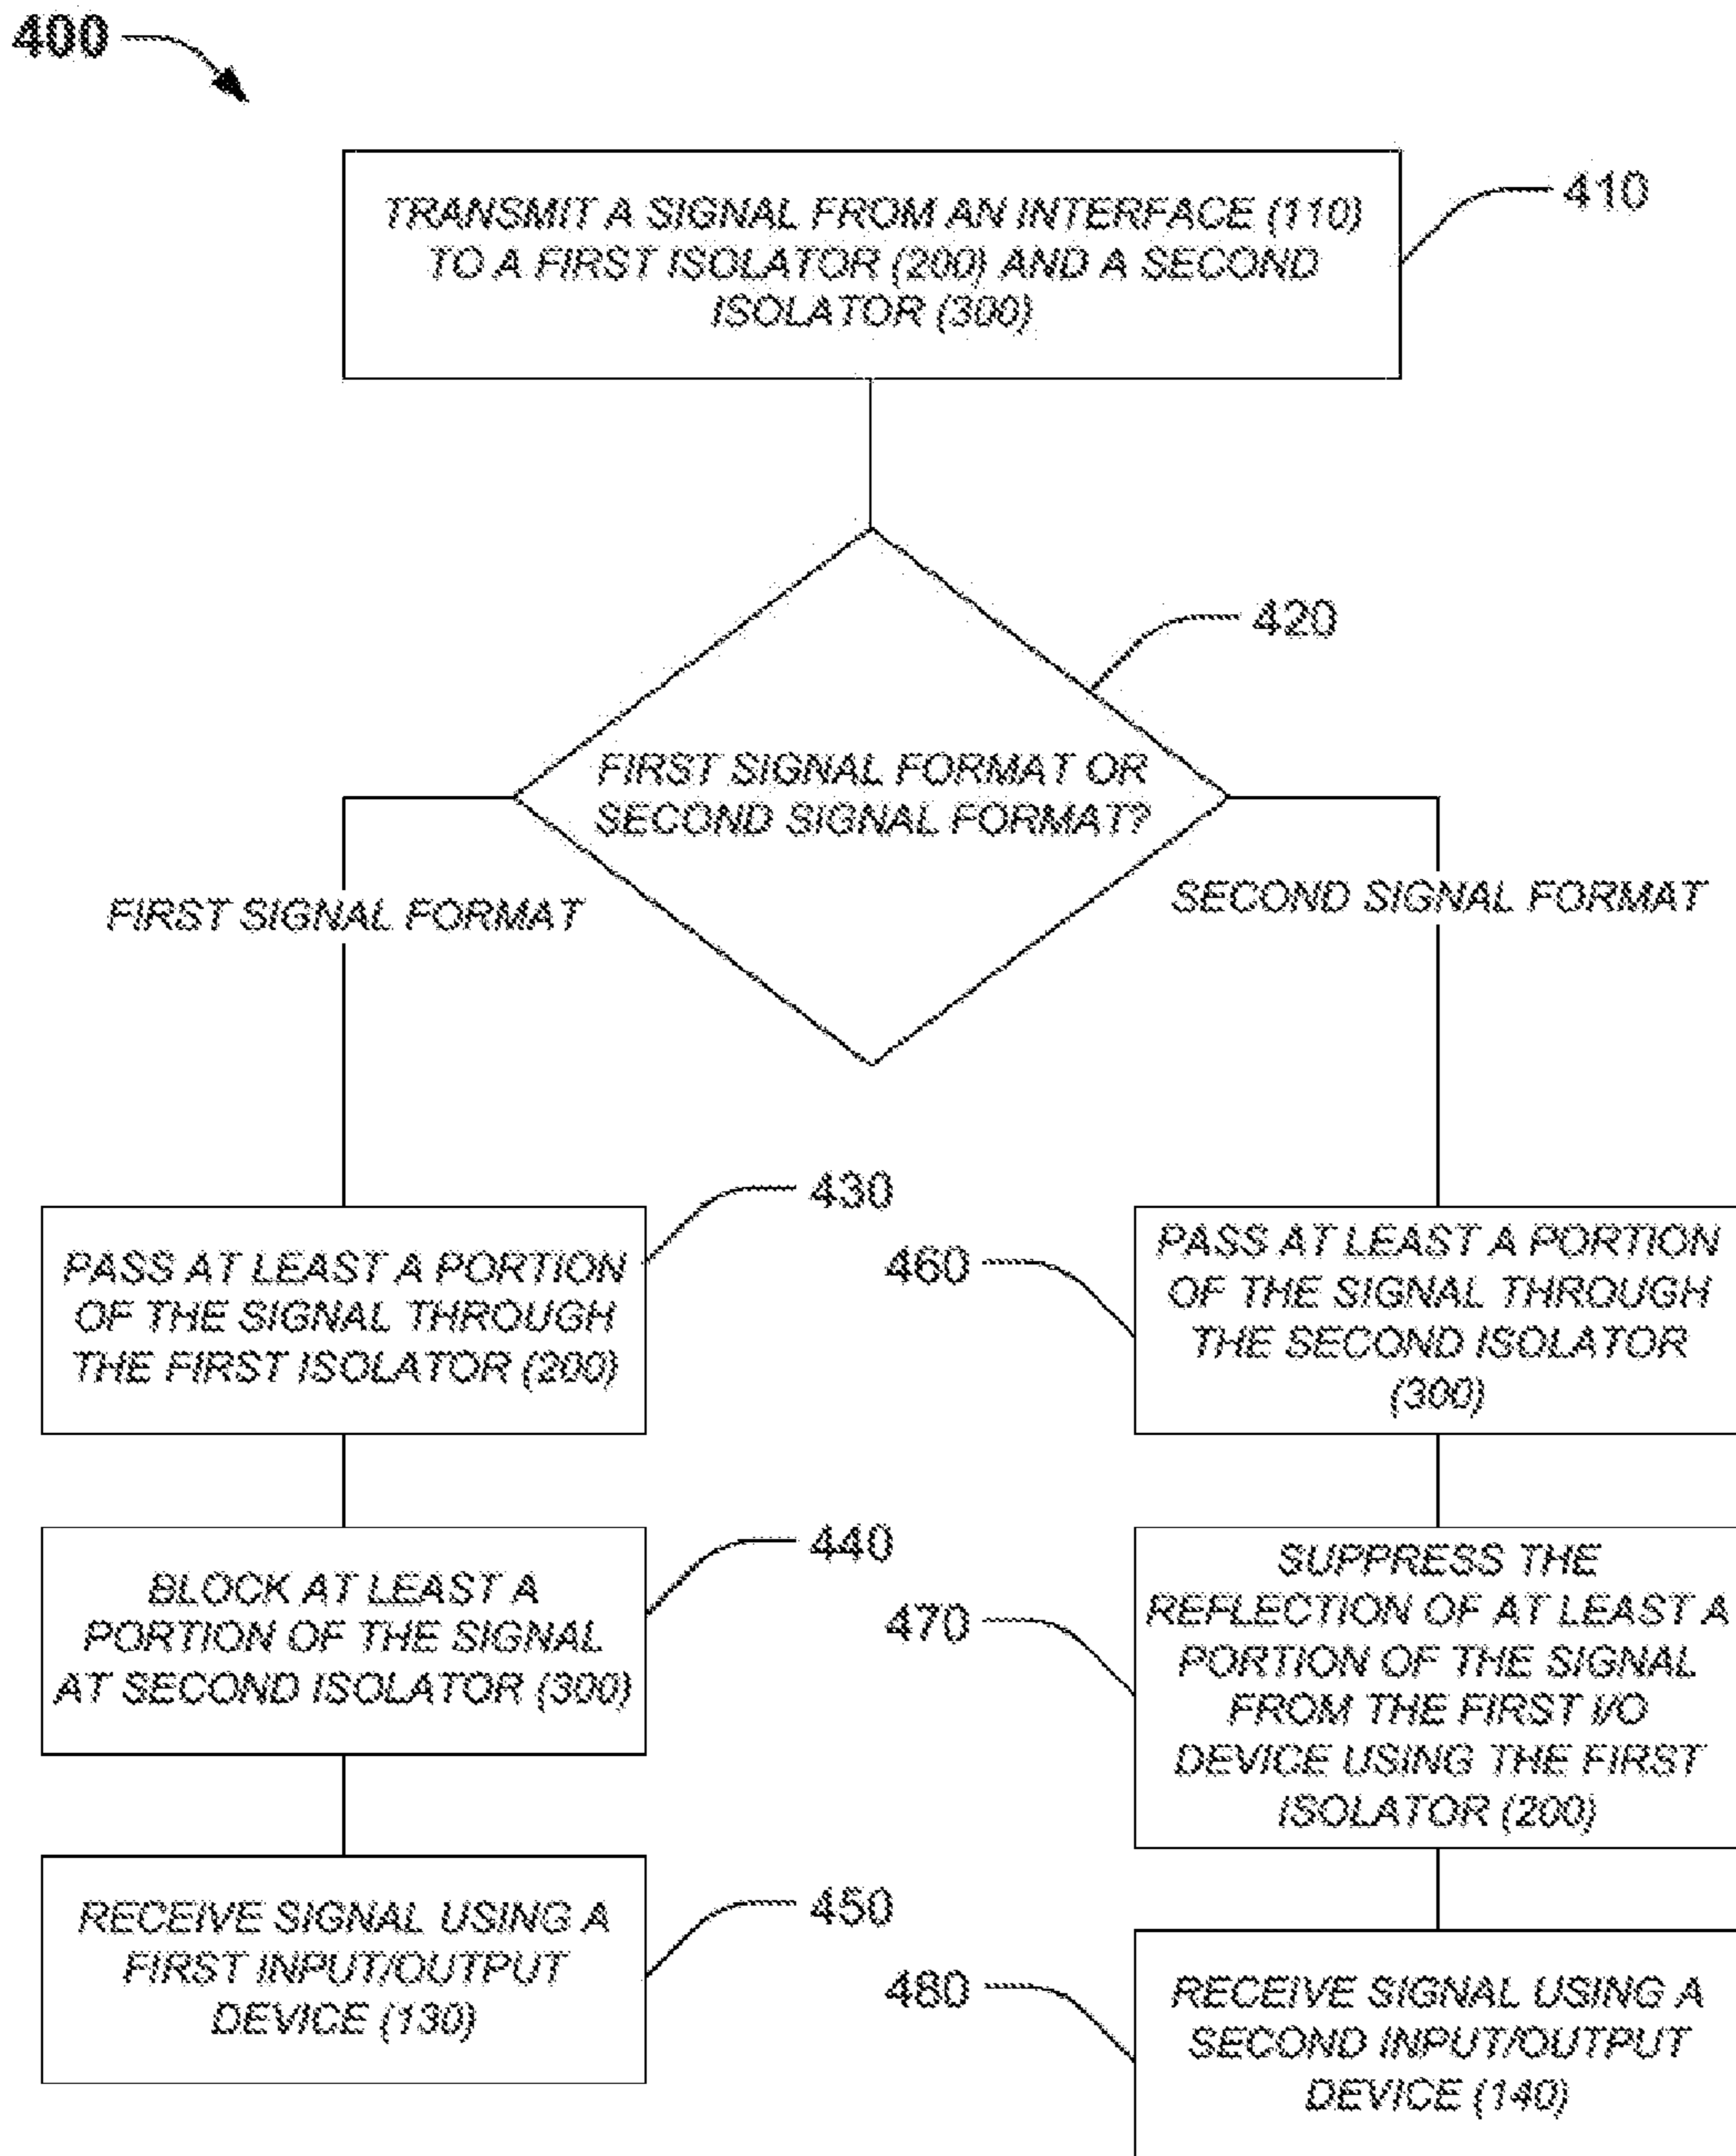 400
TRANSMIT A SIGNAL FROM AN INTERFACE (110)
TO A FIRST ISOLATOR (200) AND A SECOND
ISOLATOR (300)
410
420
FIRST SIGNAL FORMAT OR
SECOND SIGNAL FORMAT?
FIRST SIGNAL FORMAT
SECOND SIGNAL FORMAT
430
PASS AT LEAST A PORTION
OF THE SIGNAL THROUGH
THE FIRST ISOLATOR (200)
440
BLOCK AT LEAST A
PORTION OF THE SIGNAL
AT SECOND ISOLATOR (300)
450
RECEIVE SIGNAL USING A
FIRST INPUT/OUTPUT
DEVICE (130)
460
PASS AT LEAST A PORTION
OF THE SIGNAL THROUGH
THE SECOND ISOLATOR
(300)
470
SUPPRESS THE
REFLECTION OF AT LEAST A
PORTION OF THE SIGNAL
FROM THE FIRST I/O
DEVICE USING THE FIRST
ISOLATOR (200)
480
RECEIVE SIGNAL USING A
SECOND INPUT/OUTPUT
DEVICE (140)